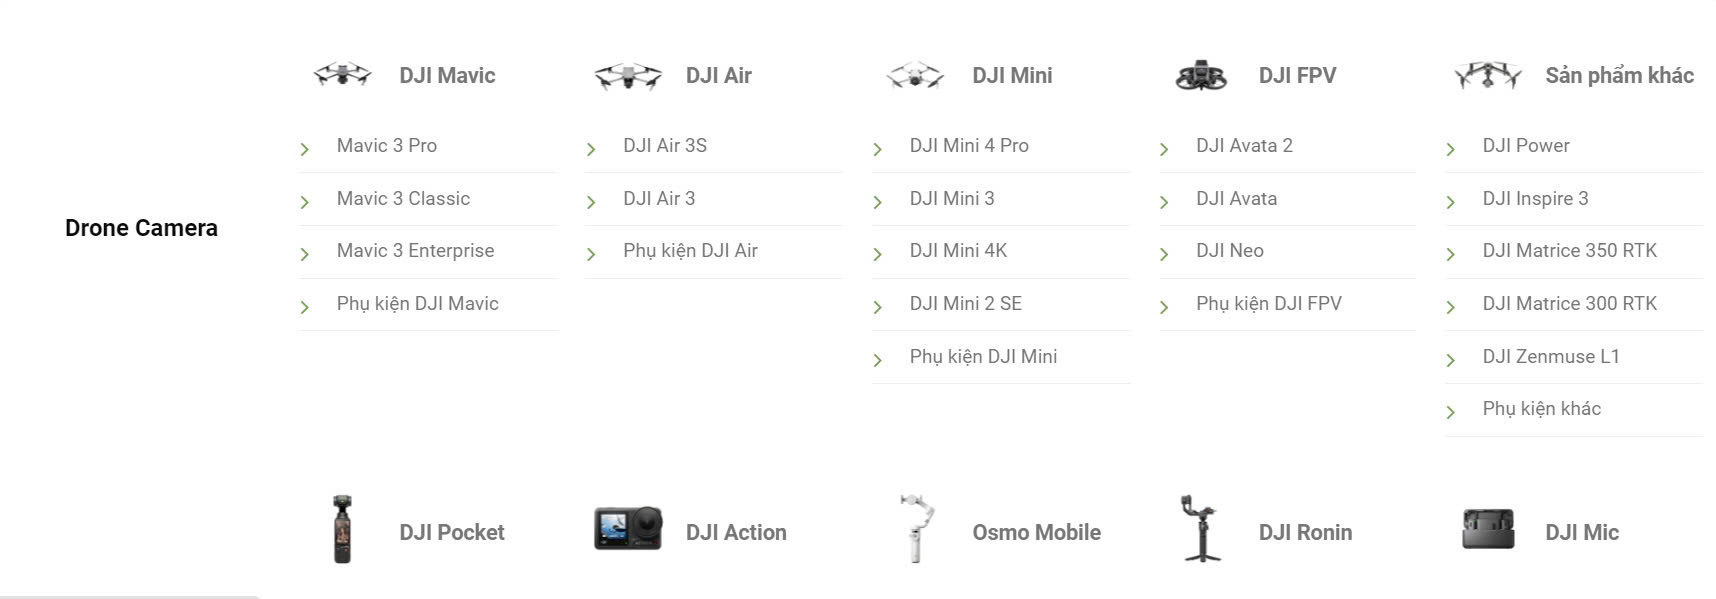 Drone Camera
DJI Mavic
Mavic 3 Pro
Mavic 3 Classic
Mavic 3 Enterprise
Phụ kiện DJI Mavic
DJI Air
DJI Air 3S
DJI Air 3
Phụ kiện DJI Air
DJI Mini
DJI Mini 4 Pro
DJI Mini 3
DJI Mini 4K
DJI Mini 2 SE
Phụ kiện DJI Mini
DJI FPV
DJI Avata 2
DJI Avata
DJI Neo
Phụ kiện DJI FPV
Sản phẩm khác
DJI Power
DJI Inspire 3
DJI Matrice 350 RTK
DJI Matrice 300 RTK
DJI Zenmuse L1
Phụ kiện khác
DJI Pocket
DJI Action
Osmo Mobile
DJI Ronin
DJI Mic